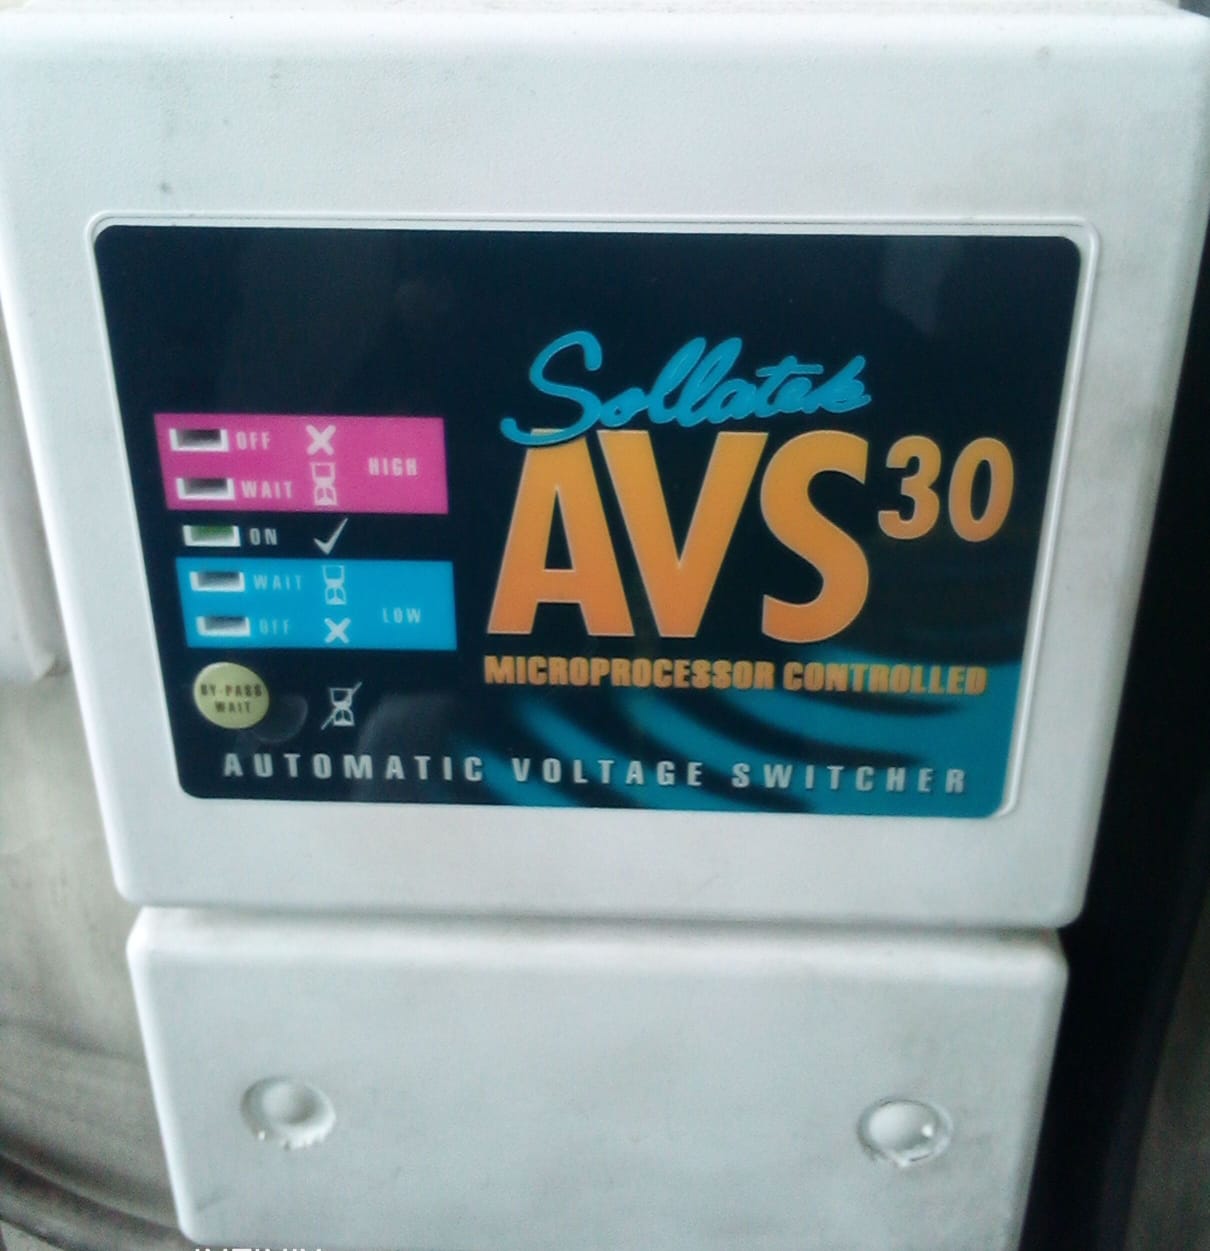 Sollatek
AVS30
MICROPROCESSOR CONTROLLED
OFF
WAIT
HIGH
ON
WAIT
OFF
LOW
BY-PASS
WAIT
AUTOMATIC VOLTAGE SWITCHER